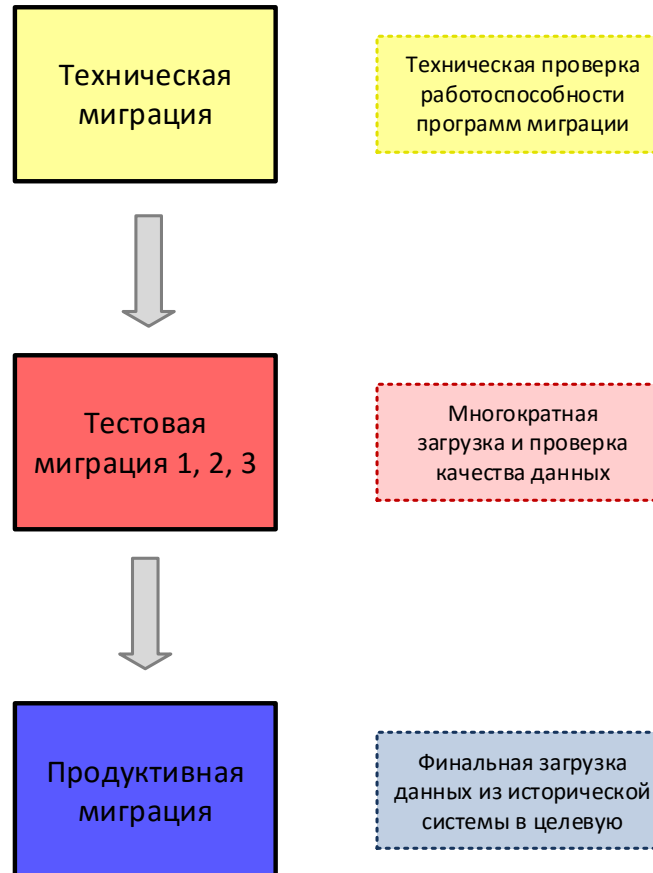 Техническая
миграция
Техническая проверка
работоспособности
программ миграции
Тестовая
миграция 1, 2, 3
Многократная
загрузка и проверка
качества данных
Продуктивная
миграция
Финальная загрузка
данных из исторической
системы в целевую